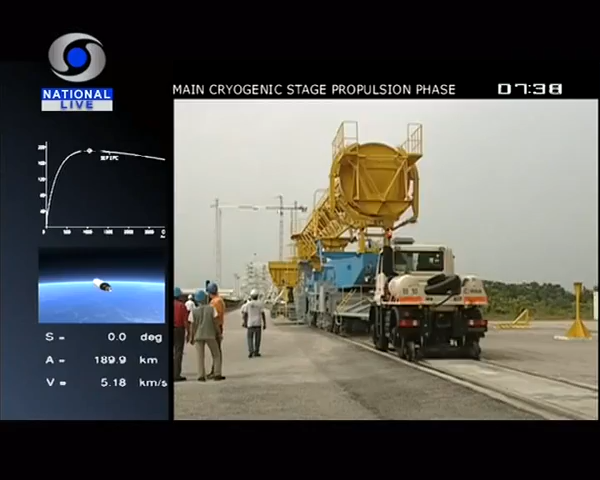 NATIONAL
LIVE
MAIN CRYOGENIC STAGE PROPULSION PHASE
07:38
S = 0.0 deg
A = 189.9 km
V = 5.18 km/s